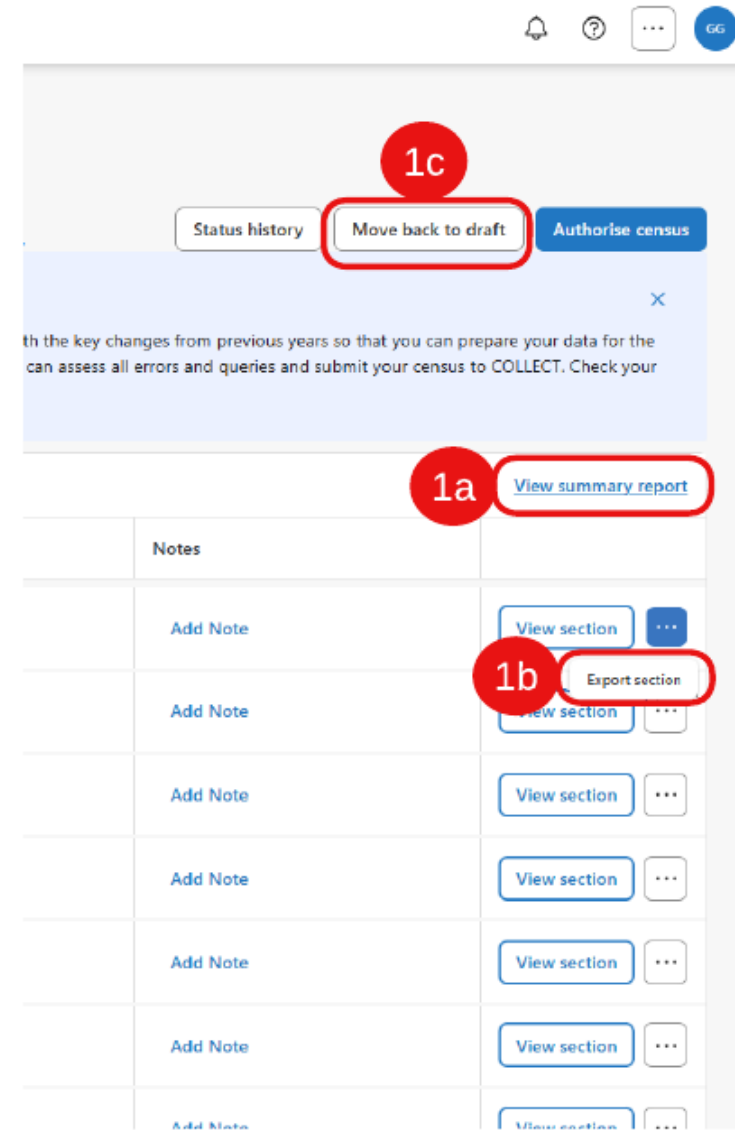 GG
1c
Status history Move back to draft Authorise census
th the key changes from previous years so that you can prepare your data for the
can assess all errors and queries and submit your census to COLLECT. Check your
1a View summary report
Notes
Add Note View section ...
1b Export section
Add Note View section ...
Add Note View section ...
Add Note View section ...
Add Note View section ...
Add Note View section ...
Add Note View section ...